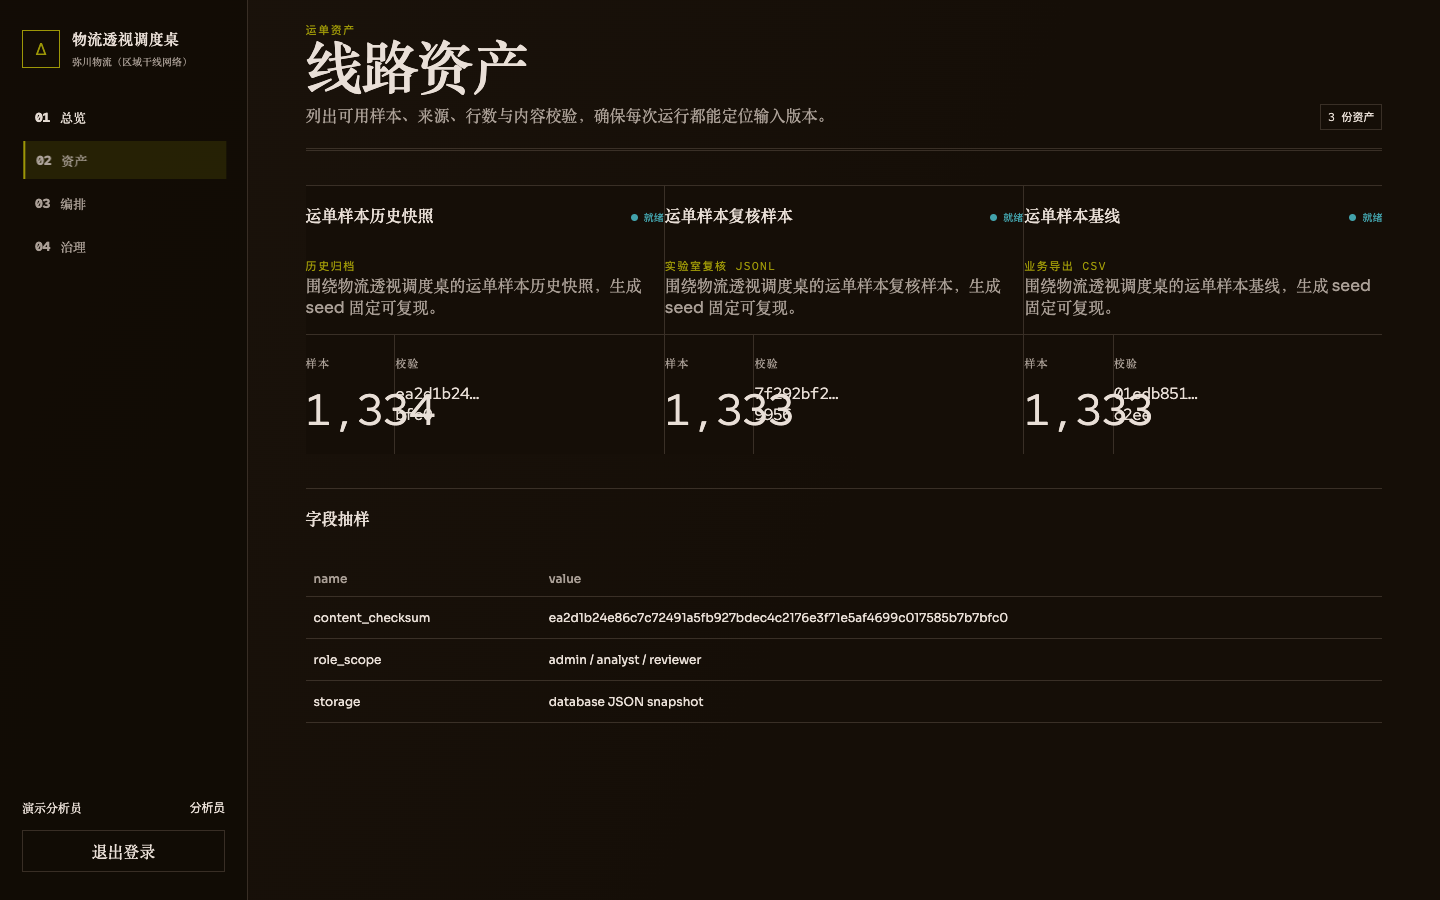 Δ
物流透视调度桌
弥川物流（区域干线网络）
01 总览
02 资产
03 编排
04 治理
演示分析员 分析员
退出登录
运单资产
线路资产
列出可用样本、来源、行数与内容校验，确保每次运行都能定位输入版本。
3 份资产
运单样本历史快照
就绪
历史归档
围绕物流透视调度桌的运单样本历史快照，生成
seed 固定可复现。
样本
1,334
校验
ea2d1b24…
bfc0
运单样本复核样本
就绪
实验室复核 JSONL
围绕物流透视调度桌的运单样本复核样本，生成
seed 固定可复现。
样本
1,333
校验
7f292bf2…
9956
运单样本基线
就绪
业务导出 CSV
围绕物流透视调度桌的运单样本基线，生成 seed
固定可复现。
样本
1,333
校验
01edb851…
字段抽样
name value
content_checksum ea2d1b24e86c7c72491a5fb927bdec4c2176e3f71e5af4699c017585b7b7bfc0
role_scope admin / analyst / reviewer
storage database JSON snapshot